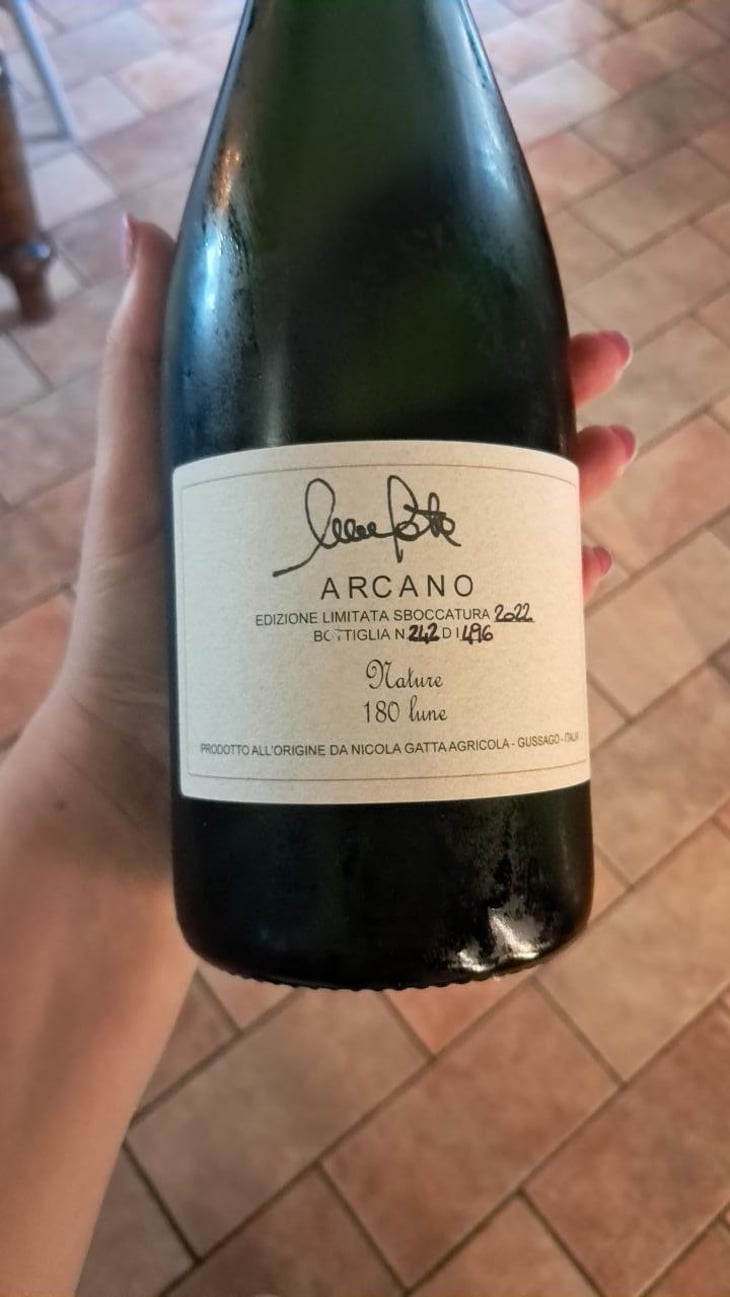 ARCANO
EDIZIONE LIMITATA SBOCCATURA 2022
BOTTIGLIA N 242 DI 496
Nature
180 lune
PRODOTTO ALL'ORIGINE DA NICOLA GATTA AGRICOLA - GUSSAGO - ITALIA